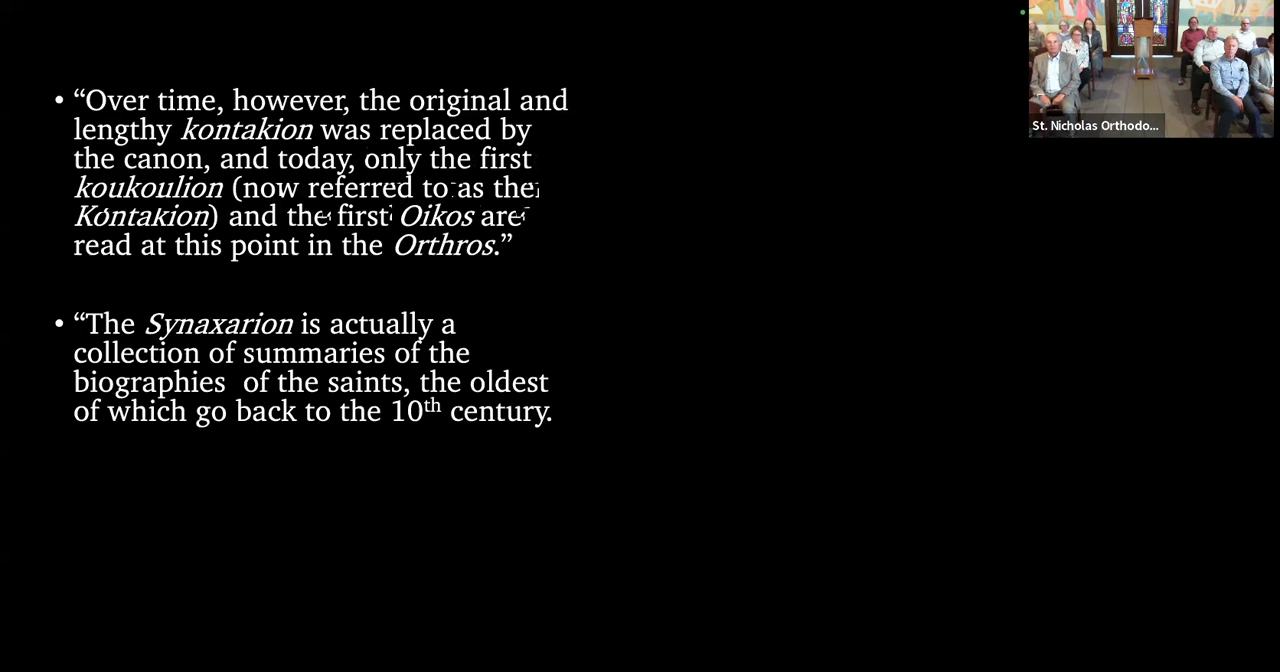 • “Over time, however, the original and
lengthy kontakion was replaced by
the canon, and today, only the first
koukoulion (now referred to as the
Kontakion) and the first Oikos are
read at this point in the Orthros.”
• “The Synaxarion is actually a
collection of summaries of the
biographies  of the saints, the oldest
of which go back to the 10th century.
St. Nicholas Orthodo...